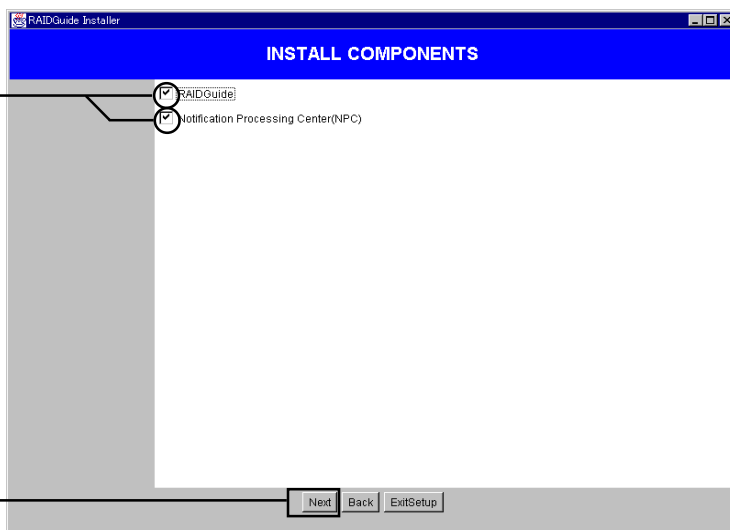 RAIDGuide Installer
INSTALL COMPONENTS
RAIDGuide
Notification Processing Center(NPC)
Next Back ExitSetup